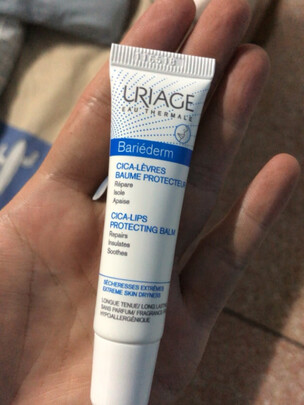 URIAGE
EAU THERMALE
Bariéderm
CICA-LÈVRES
BAUME PROTECTEUR
Répare
Isole
Apaise
CICA-LIPS
PROTECTING BALM
Repairs
Insulates
Soothes
SÉCHERESSES EXTRÊMES
EXTREME SKIN DRYNESS
LONGUE TENUE/ LONG LASTING
SANS PARFUM/ FRAGRANCE
HYPOALLERGÉNIQUE